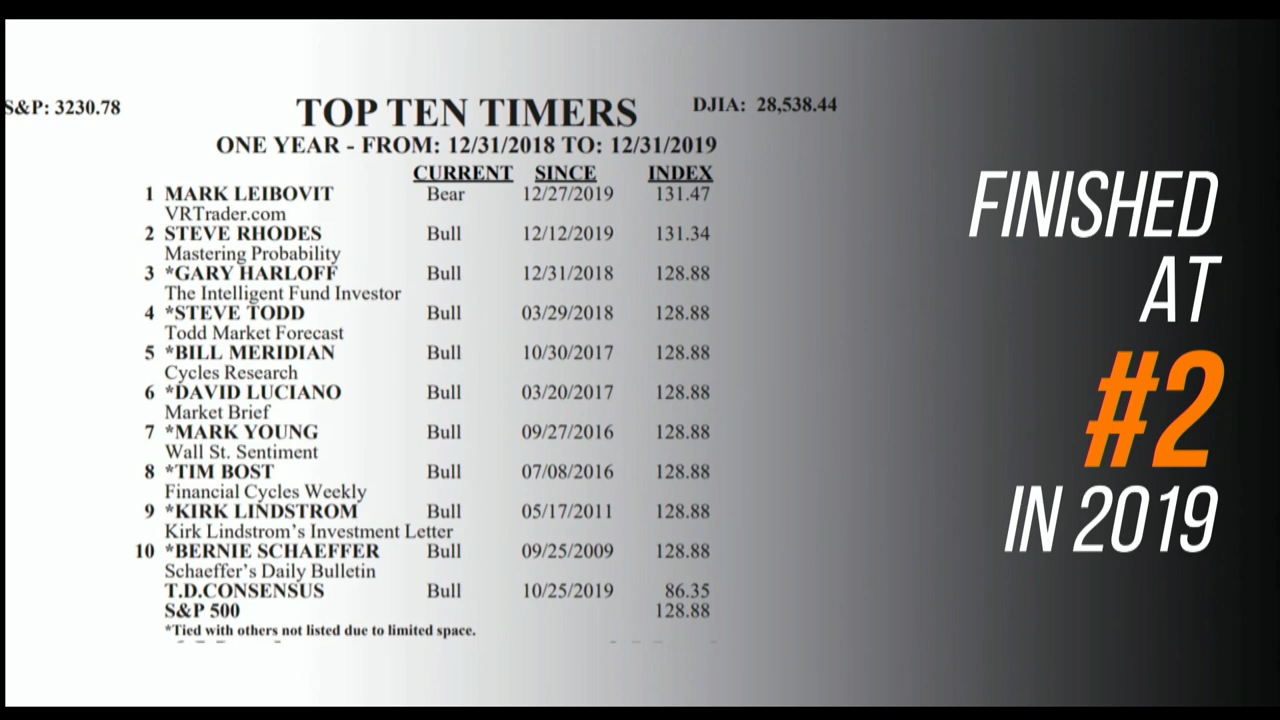 S&P: 3230.78
TOP TEN TIMERS
DJIA: 28,538.44
ONE YEAR - FROM: 12/31/2018 TO: 12/31/2019
CURRENT SINCE INDEX
1 MARK LEIBOVIT Bear 12/27/2019 131.47
VRTrader.com
2 STEVE RHODES Bull 12/12/2019 131.34
Mastering Probability
3 *GARY HARLOFF Bull 12/31/2018 128.88
The Intelligent Fund Investor
4 *STEVE TODD Bull 03/29/2018 128.88
Todd Market Forecast
5 *BILL MERIDIAN Bull 10/30/2017 128.88
Cycles Research
6 *DAVID LUCIANO Bull 03/20/2017 128.88
Market Brief
7 *MARK YOUNG Bull 09/27/2016 128.88
Wall St. Sentiment
8 *TIM BOST Bull 07/08/2016 128.88
Financial Cycles Weekly
9 *KIRK LINDSTROM Bull 05/17/2011 128.88
Kirk Lindstrom's Investment Letter
10 *BERNIE SCHAEFFER Bull 09/25/2009 128.88
Schaeffer's Daily Bulletin
T.D.CONSENSUS Bull 10/25/2019 86.35
S&P 500 128.88
*Tied with others not listed due to limited space.
FINISHED
AT
#2
IN 2019